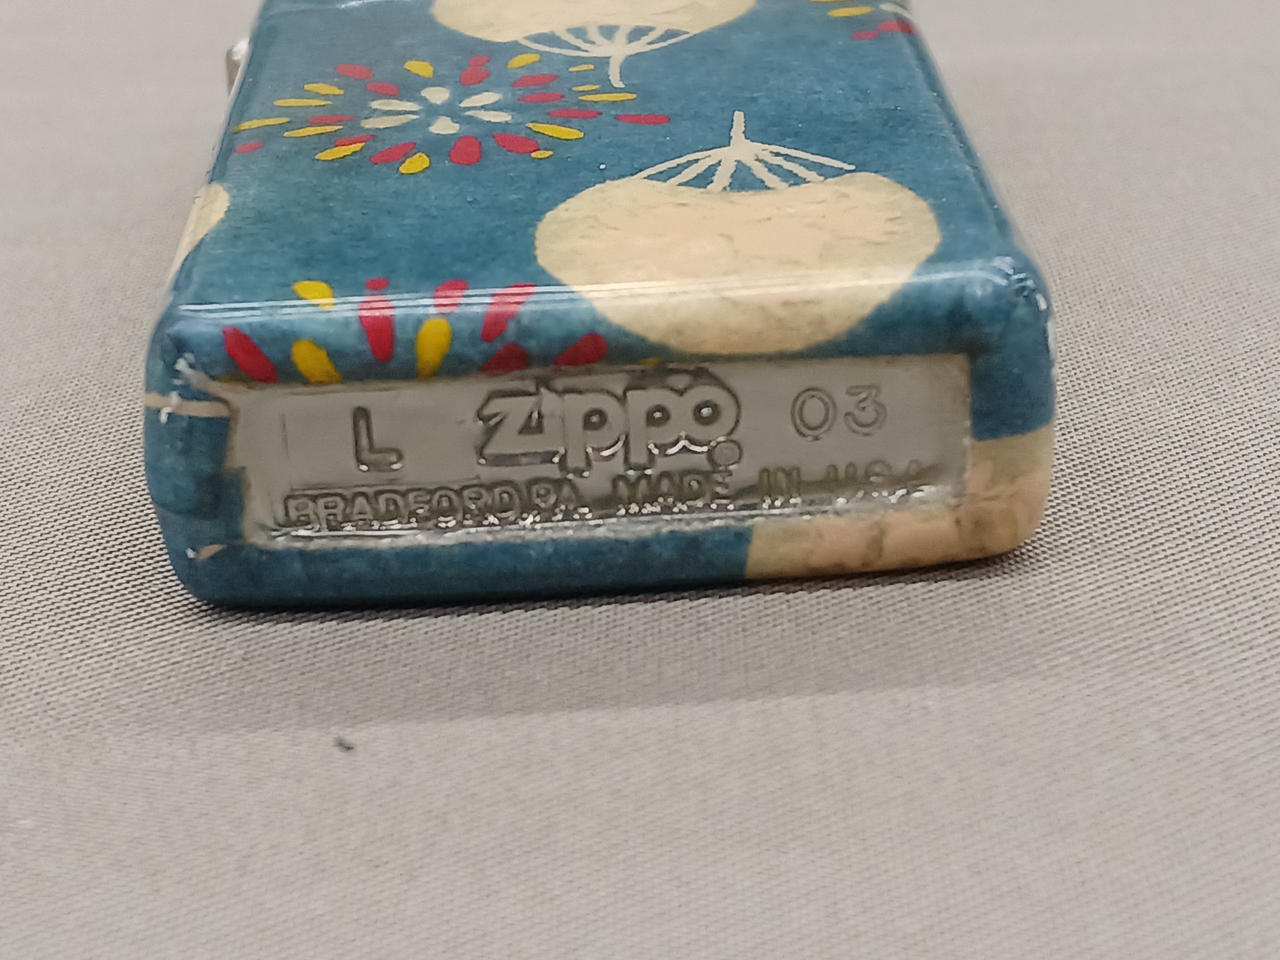 L zippo 03
BRADFORD, PA. MADE IN U.S.A.